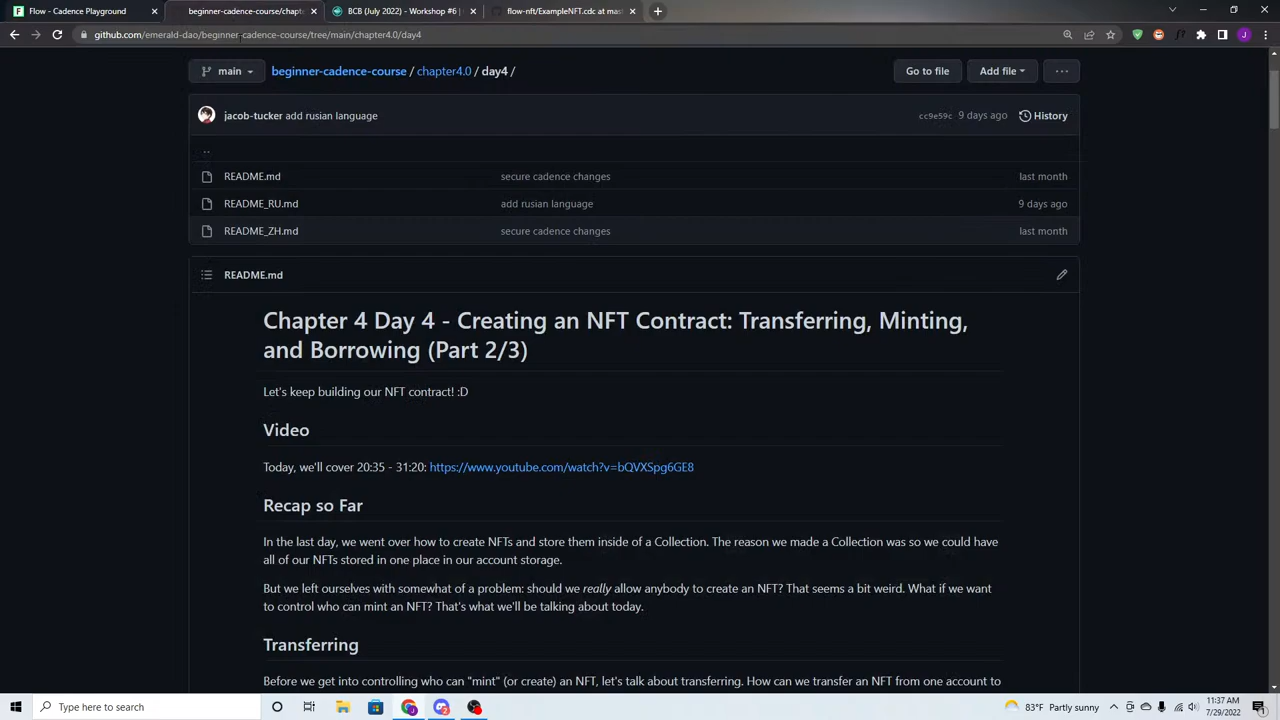 Flow - Cadence Playground
beginner-cadence-course/chapte
BCB (July 2022) - Workshop #6 |
flow-nft/ExampleNFT.cdc at mast
github.com/emerald-dao/beginner-cadence-course/tree/main/chapter4.0/day4
main
beginner-cadence-course / chapter4.0 / day4 /
Go to file
Add file
jacob-tucker add rusian language
cc9e59c 9 days ago
History
..
README.md secure cadence changes last month
README_RU.md add rusian language 9 days ago
README_ZH.md secure cadence changes last month
README.md
Chapter 4 Day 4 - Creating an NFT Contract: Transferring, Minting,
and Borrowing (Part 2/3)
Let's keep building our NFT contract! :D
Video
Today, we'll cover 20:35 - 31:20: https://www.youtube.com/watch?v=bQVXSpg6GE8
Recap so Far
In the last day, we went over how to create NFTs and store them inside of a Collection. The reason we made a Collection was so we could have
all of our NFTs stored in one place in our account storage.
But we left ourselves with somewhat of a problem: should we really allow anybody to create an NFT? That seems a bit weird. What if we want
to control who can mint an NFT? That's what we'll be talking about today.
Transferring
Before we get into controlling who can "mint" (or create) an NFT, let's talk about transferring. How can we transfer an NFT from one account to
Type here to search
83°F Partly sunny
11:37 AM
7/29/2022